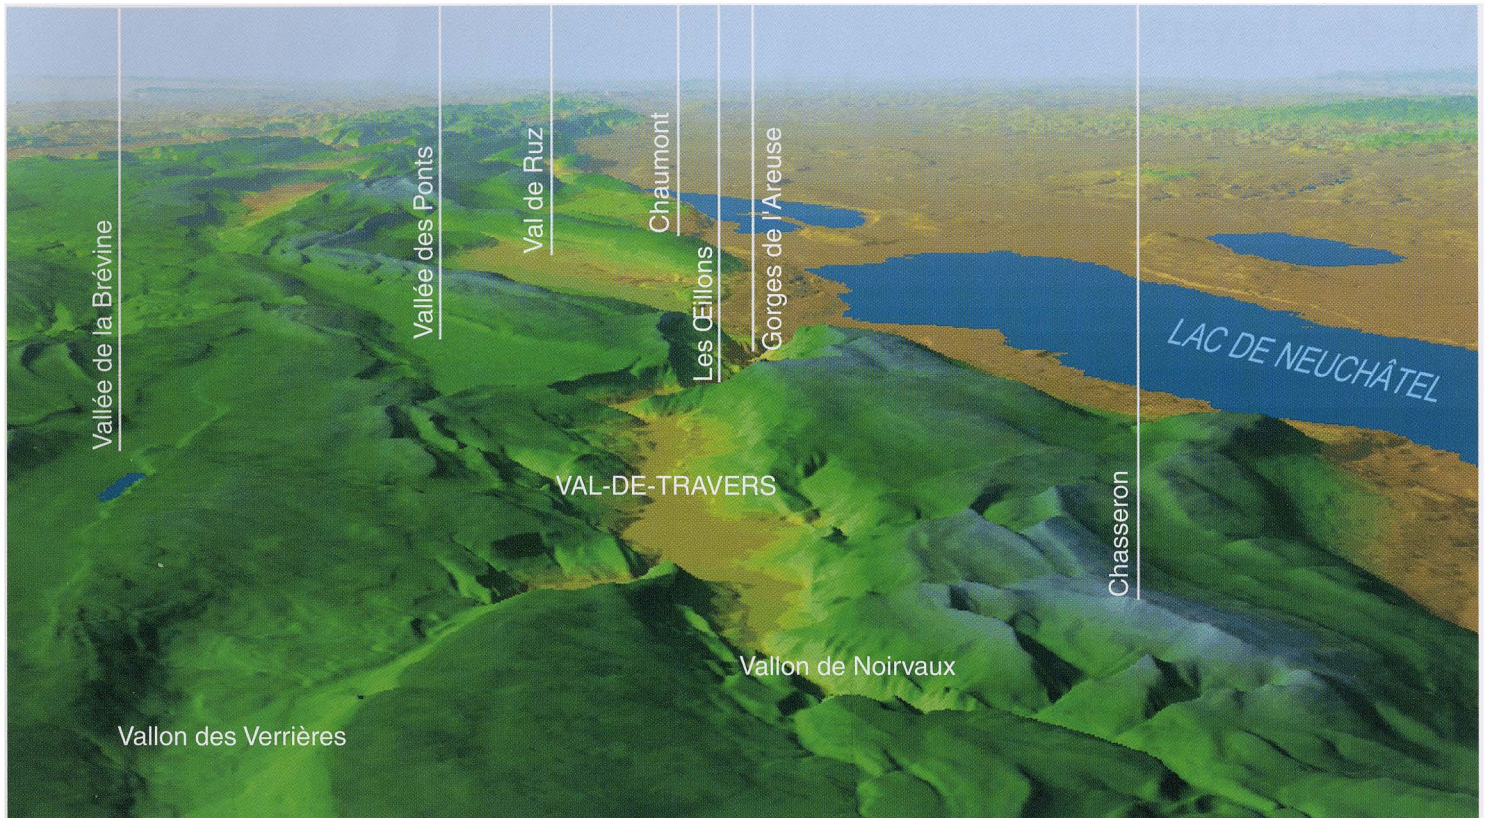 Vallée de la Brévine
Vallée des Ponts
Val de Ruz
Chaumont
Les Œillons
Gorges de l'Areuse
Chasseron
LAC DE NEUCHÂTEL
VAL-DE-TRAVERS
Vallon de Noirvaux
Vallon des Verrières